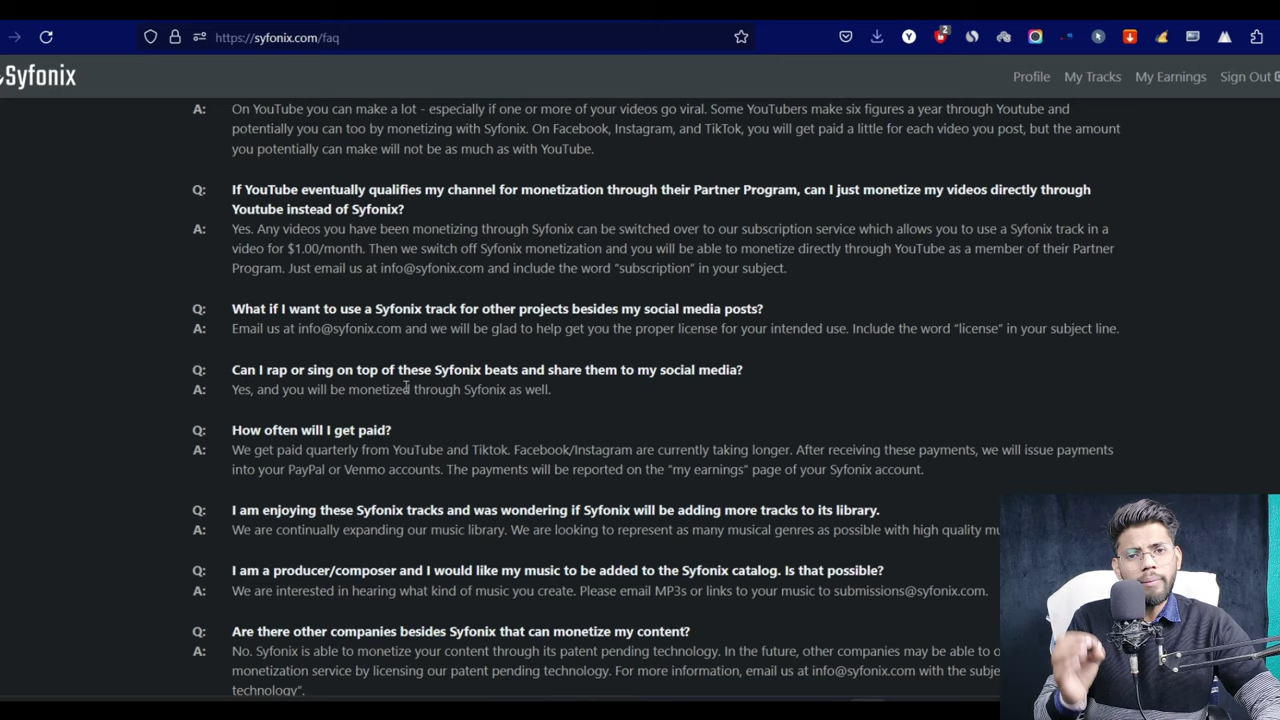 https://syfonix.com/faq
2
Syfonix
Profile
My Tracks
My Earnings
Sign Out
A: On YouTube you can make a lot - especially if one or more of your videos go viral. Some YouTubers make six figures a year through Youtube and
potentially you can too by monetizing with Syfonix. On Facebook, Instagram, and TikTok, you will get paid a little for each video you post, but the amount
you potentially can make will not be as much as with YouTube.
Q: If YouTube eventually qualifies my channel for monetization through their Partner Program, can I just monetize my videos directly through
Youtube instead of Syfonix?
A: Yes. Any videos you have been monetizing through Syfonix can be switched over to our subscription service which allows you to use a Syfonix track in a
video for $1.00/month. Then we switch off Syfonix monetization and you will be able to monetize directly through YouTube as a member of their Partner
Program. Just email us at info@syfonix.com and include the word “subscription” in your subject.
Q: What if I want to use a Syfonix track for other projects besides my social media posts?
A: Email us at info@syfonix.com and we will be glad to help get you the proper license for your intended use. Include the word “license” in your subject line.
Q: Can I rap or sing on top of these Syfonix beats and share them to my social media?
A: Yes, and you will be monetized through Syfonix as well.
Q: How often will I get paid?
A: We get paid quarterly from YouTube and Tiktok. Facebook/Instagram are currently taking longer. After receiving these payments, we will issue payments
into your PayPal or Venmo accounts. The payments will be reported on the “my earnings” page of your Syfonix account.
Q: I am enjoying these Syfonix tracks and was wondering if Syfonix will be adding more tracks to its library.
A: We are continually expanding our music library. We are looking to represent as many musical genres as possible with high quality mu
Q: I am a producer/composer and I would like my music to be added to the Syfonix catalog. Is that possible?
A: We are interested in hearing what kind of music you create. Please email MP3s or links to your music to submissions@syfonix.com.
Q: Are there other companies besides Syfonix that can monetize my content?
A: No. Syfonix is able to monetize your content through its patent pending technology. In the future, other companies may be able to o
monetization service by licensing our patent pending technology. For more information, email us at info@syfonix.com with the subje
technology”.